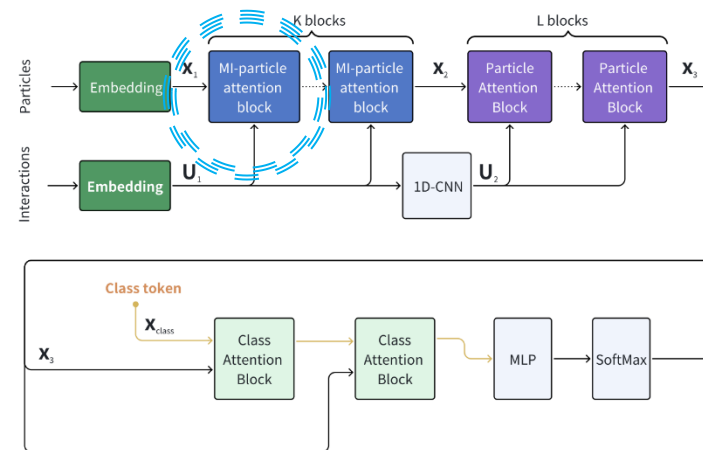 K blocks
L blocks
Particles
Embedding
X₁
MI-particle
attention
block
MI-particle
attention
block
X₂
Particle
Attention
Block
Particle
Attention
Block
X₃
Interactions
Embedding
U₁
1D-CNN
U₂
Class token
X class
X₃
Class
Attention
Block
Class
Attention
Block
MLP
SoftMax